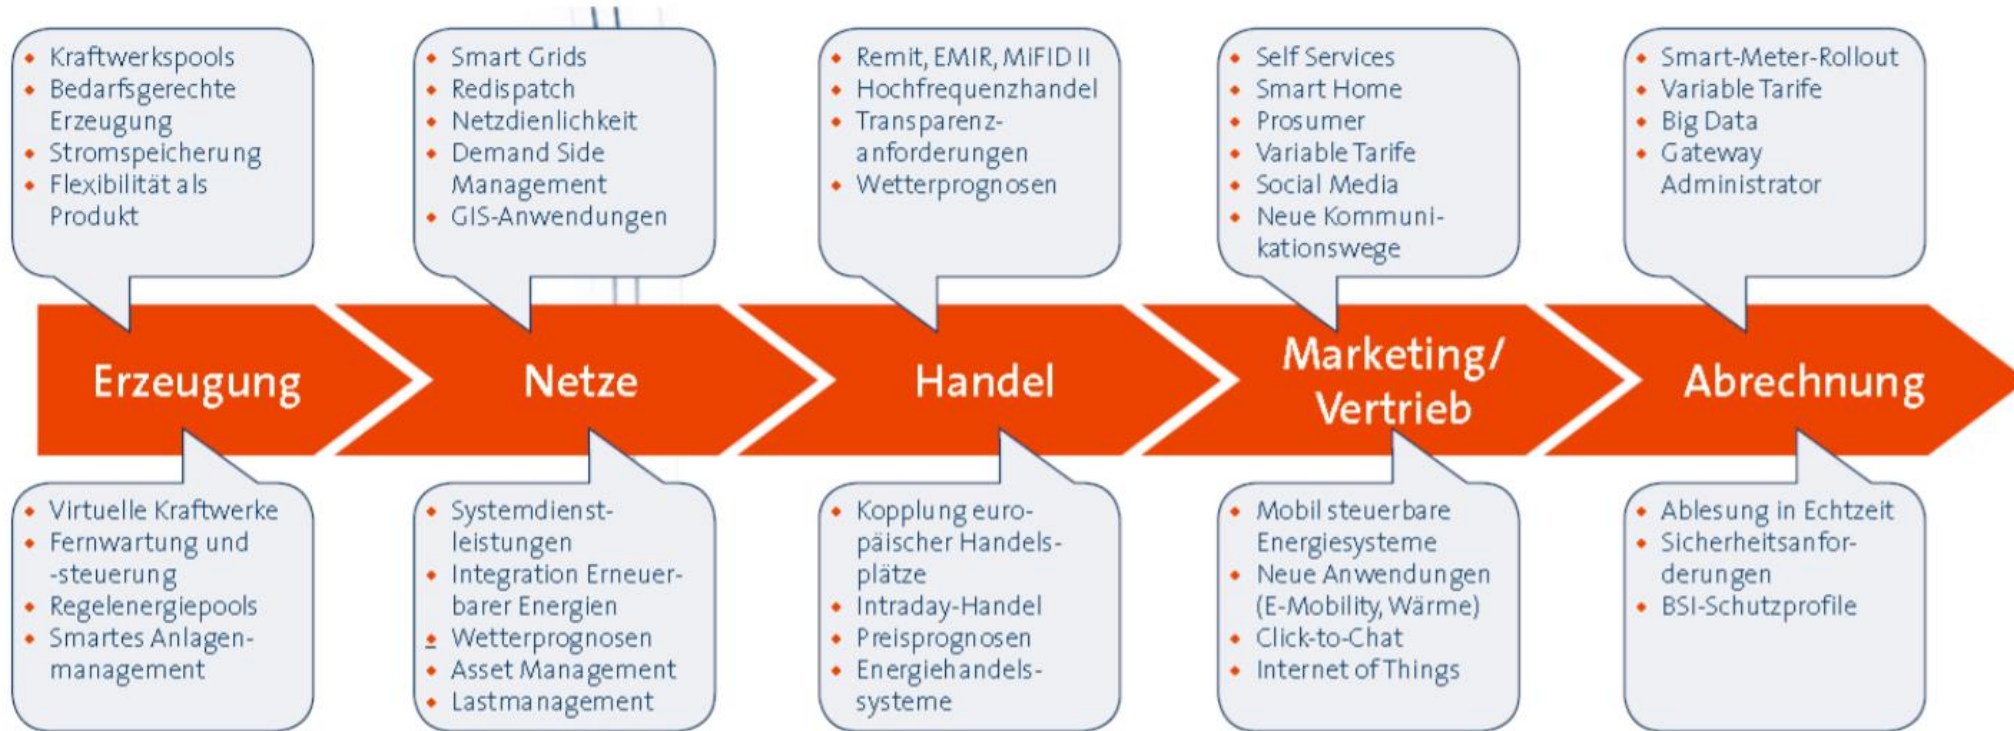 Kraftwerkspools
Bedarfsgerechte
Erzeugung
Stromspeicherung
Flexibilität als
Produkt
Smart Grids
Redispatch
Netzdienlichkeit
Demand Side
Management
GIS-Anwendungen
Remit, EMIR, MiFID II
Hochfrequenzhandel
Transparenz-
anforderungen
Wetterprognosen
Self Services
Smart Home
Prosumer
Variable Tarife
Social Media
Neue Kommuni-
kationswege
Smart-Meter-Rollout
Variable Tarife
Big Data
Gateway
Administrator
Erzeugung
Netze
Handel
Marketing/
Vertrieb
Abrechnung
Virtuelle Kraftwerke
Fernwartung und
-steuerung
Regelenergiepools
Smartes Anlagen-
management
Systemdienst-
leistungen
Integration Erneuer-
barer Energien
Wetterprognosen
Asset Management
Lastmanagement
Kopplung euro-
päischer Handels-
plätze
Intraday-Handel
Preisprognosen
Energiehandels-
systeme
Mobil steuerbare
Energiesysteme
Neue Anwendungen
(E-Mobility, Wärme)
Click-to-Chat
Internet of Things
Ablesung in Echtzeit
Sicherheitsanfor-
derungen
BSI-Schutzprofile